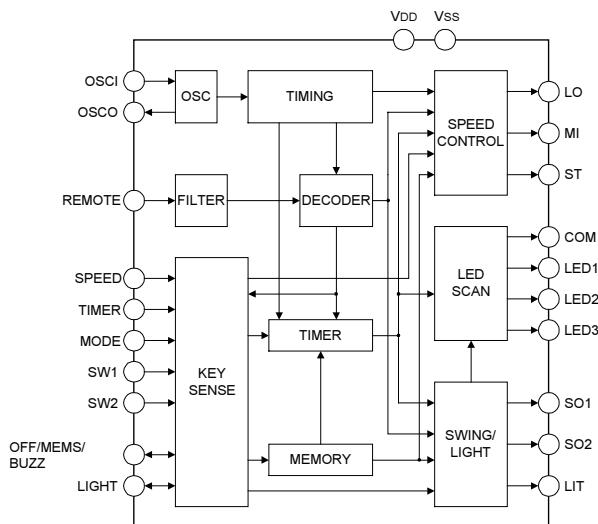 VDD VSS
OSCI
OSCO
OSC
TIMING
SPEED
CONTROL
LO
MI
ST
REMOTE
FILTER
DECODER
COM
LED1
LED2
LED3
LED
SCAN
SPEED
TIMER
MODE
SW1
SW2
OFF/MEMS/
BUZZ
LIGHT
KEY
SENSE
TIMER
MEMORY
SWING/
LIGHT
SO1
SO2
LIT